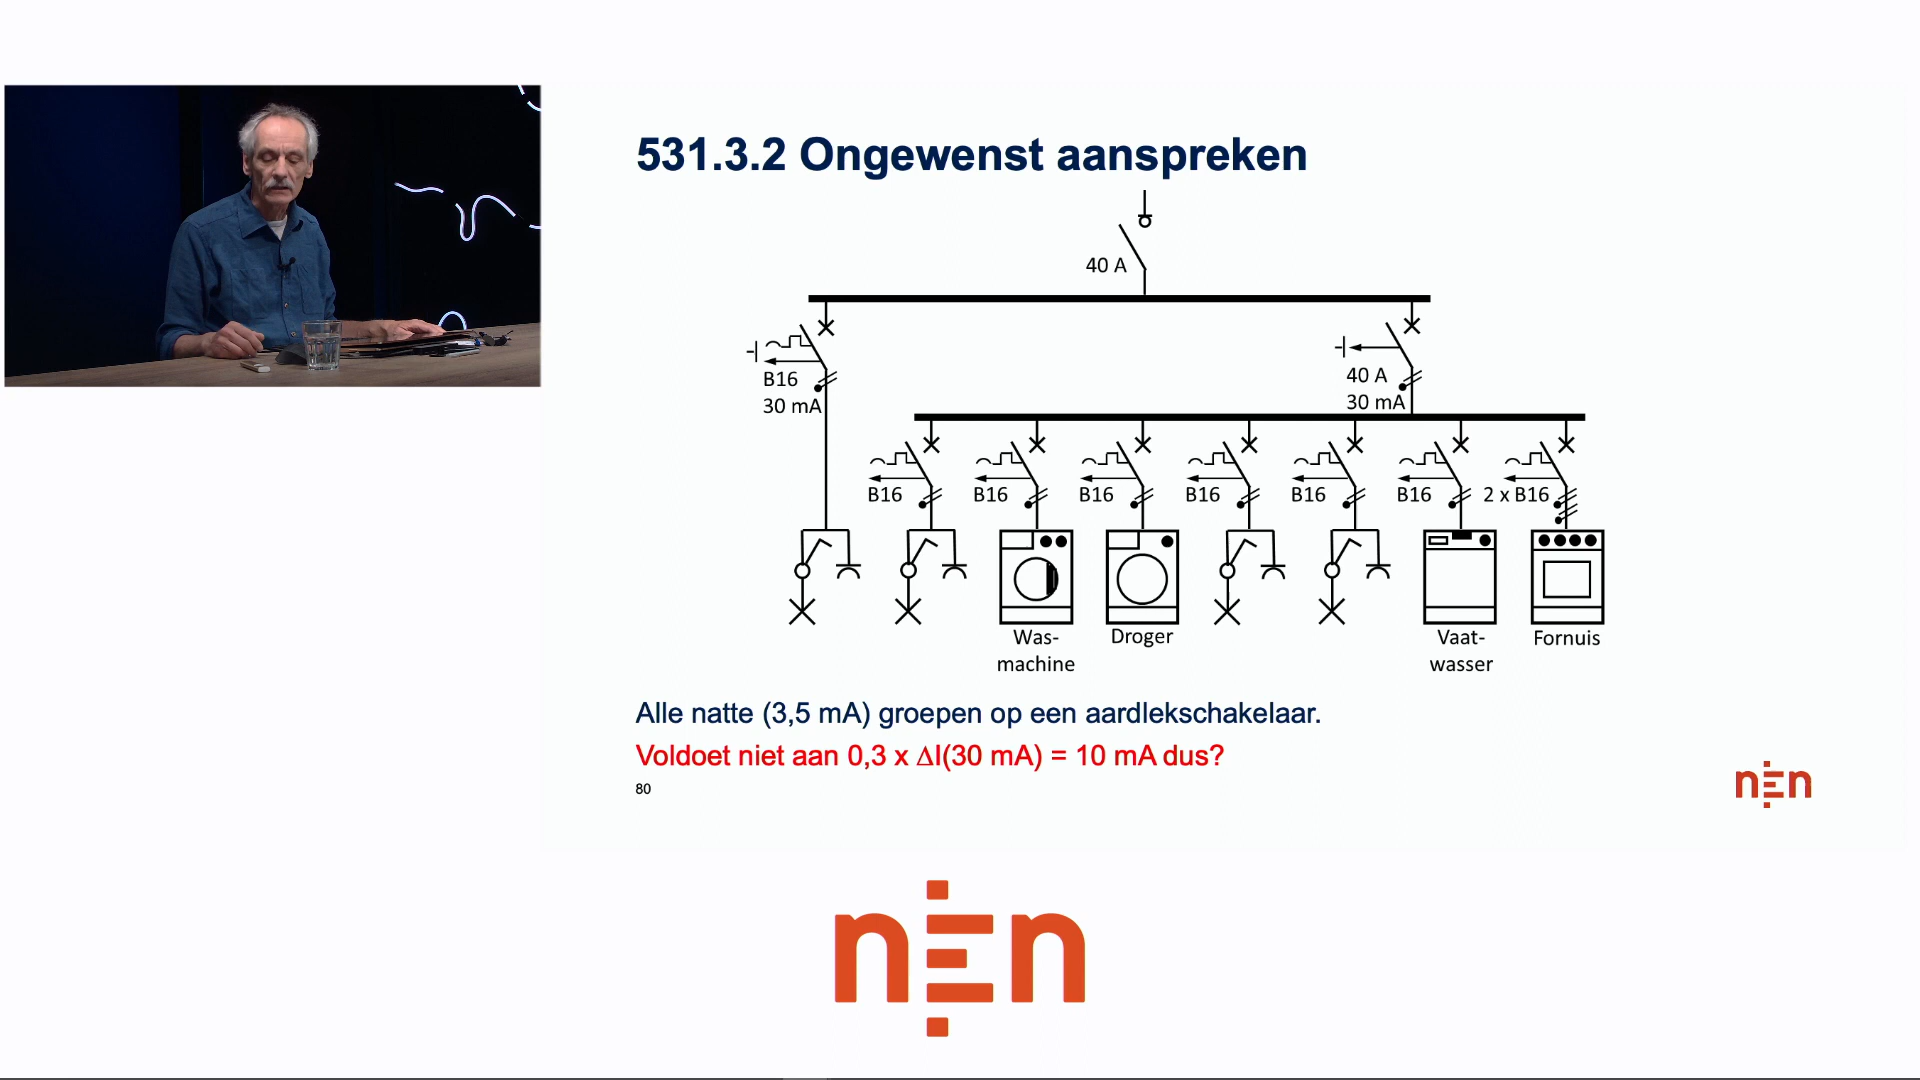 531.3.2 Ongewenst aanspreken
40 A
B16
30 mA
40 A
30 mA
B16
B16
B16
B16
B16
B16
2 x B16
Was-
machine
Droger
Vaat-
wasser
Fornuis
Alle natte (3,5 mA) groepen op een aardlekschakelaar.
Voldoet niet aan 0,3 x ΔI(30 mA) = 10 mA dus?
80
nEn
nEn